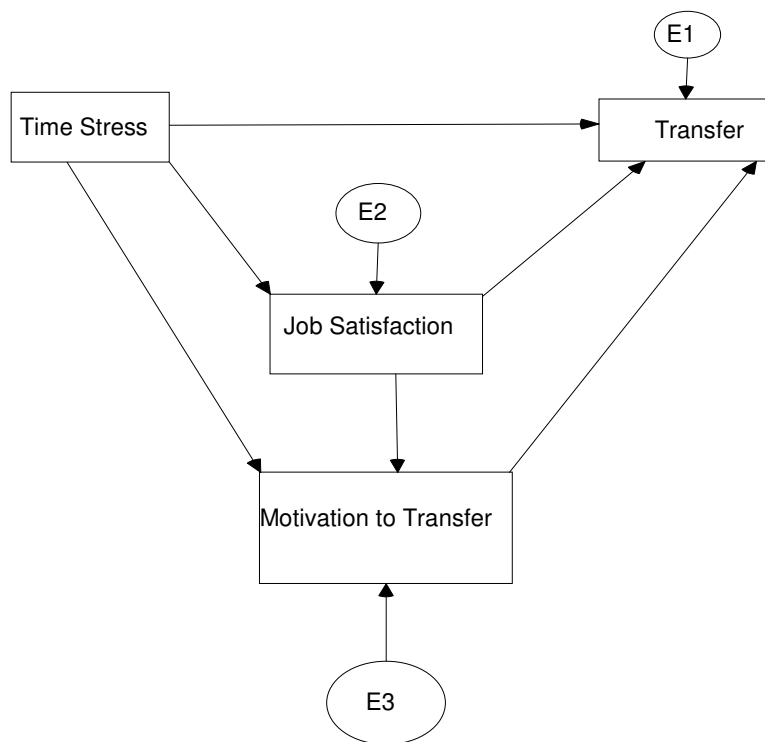 E1
Time Stress
Transfer
E2
Job Satisfaction
Motivation to Transfer
E3